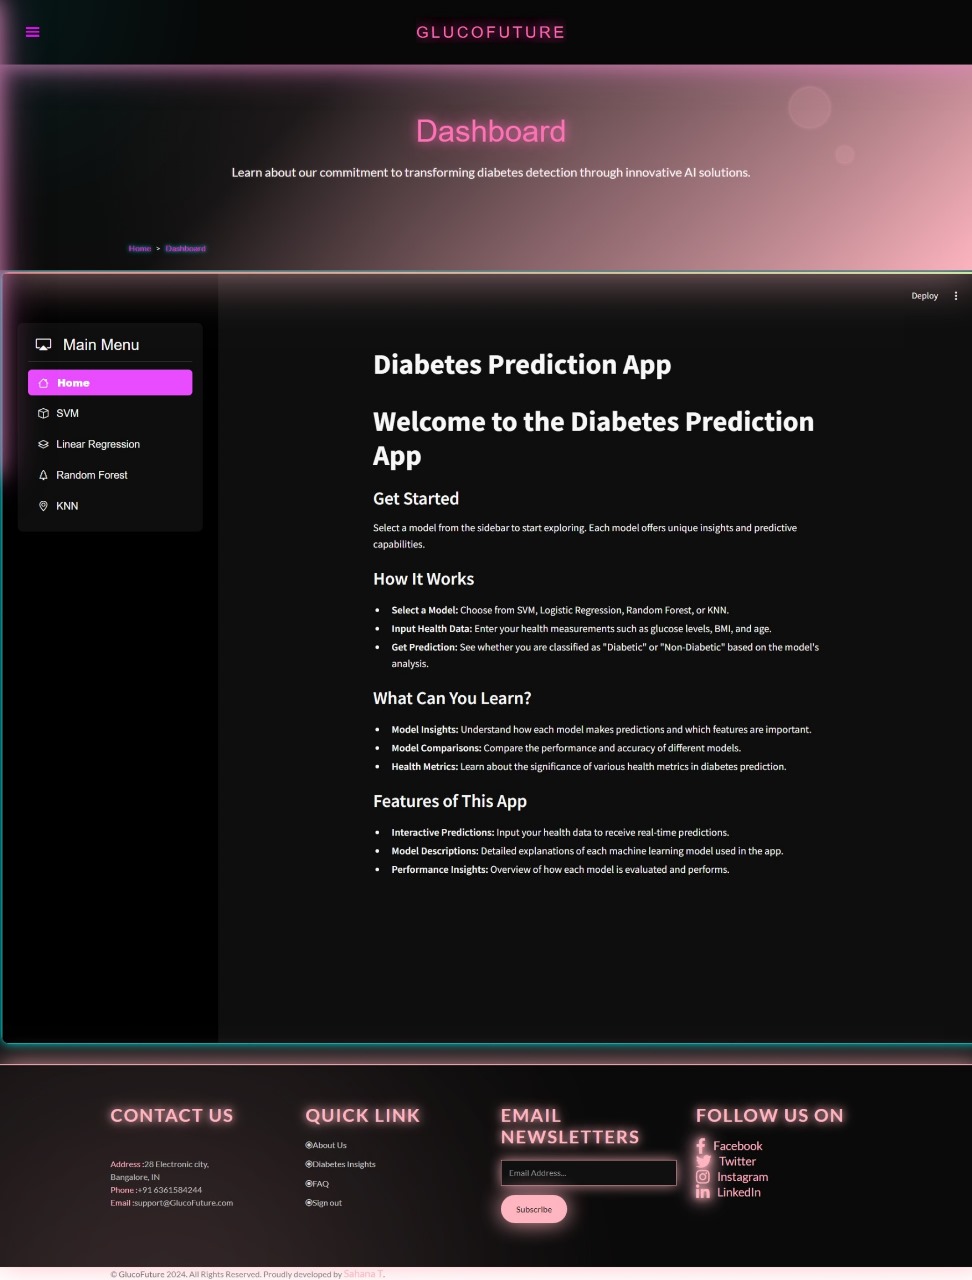 GLUCOFUTURE
Dashboard
Learn about our commitment to transforming diabetes detection through innovative AI solutions.
Home > Dashboard
Deploy
Main Menu
Home
SVM
Linear Regression
Random Forest
KNN
Diabetes Prediction App
Welcome to the Diabetes Prediction
App
Get Started
Select a model from the sidebar to start exploring. Each model offers unique insights and predictive
capabilities.
How It Works
• Select a Model: Choose from SVM, Logistic Regression, Random Forest, or KNN.
• Input Health Data: Enter your health measurements such as glucose levels, BMI, and age.
• Get Prediction: See whether you are classified as "Diabetic" or "Non-Diabetic" based on the model's
analysis.
What Can You Learn?
• Model Insights: Understand how each model makes predictions and which features are important.
• Model Comparisons: Compare the performance and accuracy of different models.
• Health Metrics: Learn about the significance of various health metrics in diabetes prediction.
Features of This App
• Interactive Predictions: Input your health data to receive real-time predictions.
• Model Descriptions: Detailed explanations of each machine learning model used in the app.
• Performance Insights: Overview of how each model is evaluated and performs.
CONTACT US
Address :28 Electronic city,
Bangalore, IN
Phone :+91 6361584244
Email :support@GlucoFuture.com
QUICK LINK
About Us
Diabetes Insights
FAQ
Sign out
EMAIL
NEWSLETTERS
Email Address...
Subscribe
FOLLOW US ON
Facebook
Twitter
Instagram
LinkedIn
© GlucoFuture 2024. All Rights Reserved. Proudly developed by Sahana T.